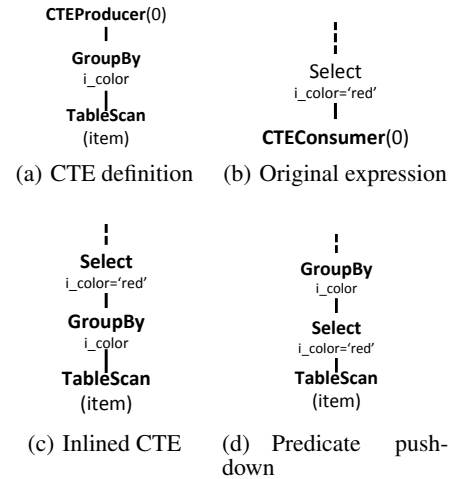 CTEProducer(0)
GroupBy
i_color
TableScan
(item)
(a) CTE definition
Select
i_color=‘red’
CTEConsumer(0)
(b) Original expression
Select
i_color=‘red’
GroupBy
i_color
TableScan
(item)
(c) Inlined CTE
GroupBy
i_color
Select
i_color=‘red’
TableScan
(item)
(d) Predicate push-
down